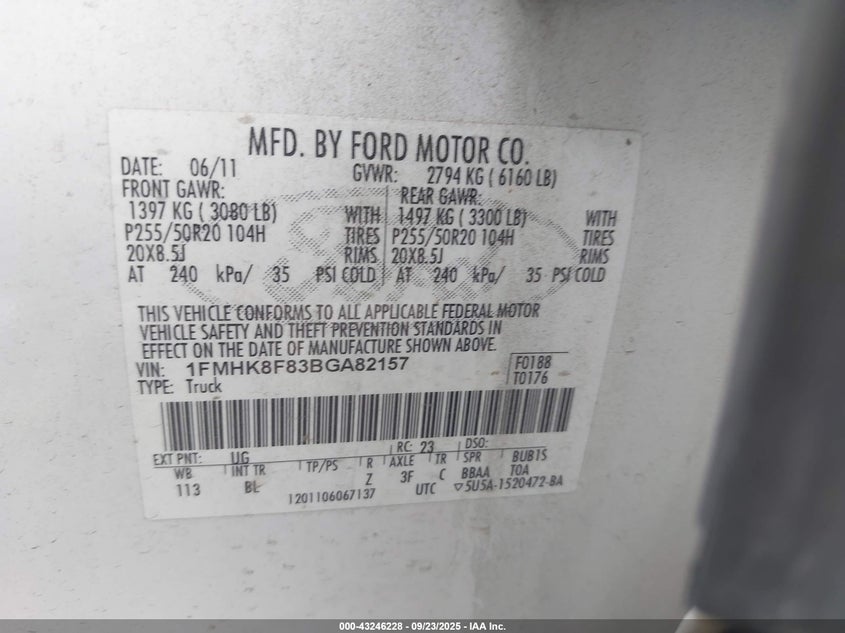 MFD. BY FORD MOTOR CO.
DATE: 06/11 GVWR: 2794 KG ( 6160 LB)
FRONT GAWR: REAR GAWR:
1397 KG ( 3080 LB) WITH 1497 KG ( 3300 LB) WITH
P255/50R20 104H TIRES P255/50R20 104H TIRES
20X8.5J RIMS 20X8.5J RIMS
AT 240 kPa/ 35 PSI COLD AT 240 kPa/ 35 PSI COLD
THIS VEHICLE CONFORMS TO ALL APPLICABLE FEDERAL MOTOR
VEHICLE SAFETY AND THEFT PREVENTION STANDARDS IN
EFFECT ON THE DATE OF MANUFACTURE SHOWN ABOVE.
VIN: 1FMHK8F83BGA82157 F0188
TYPE: Truck T0176
EXT PNT: UG RC: 23 DSO:
WB INT TR TP/PS R AXLE TR SPR BUB1S
113 BL Z 3F C BBAA TOA
1201106067137 UTC ▽5U5A-1520472-BA
000-43246228 - 09/23/2025 - IAA Inc.